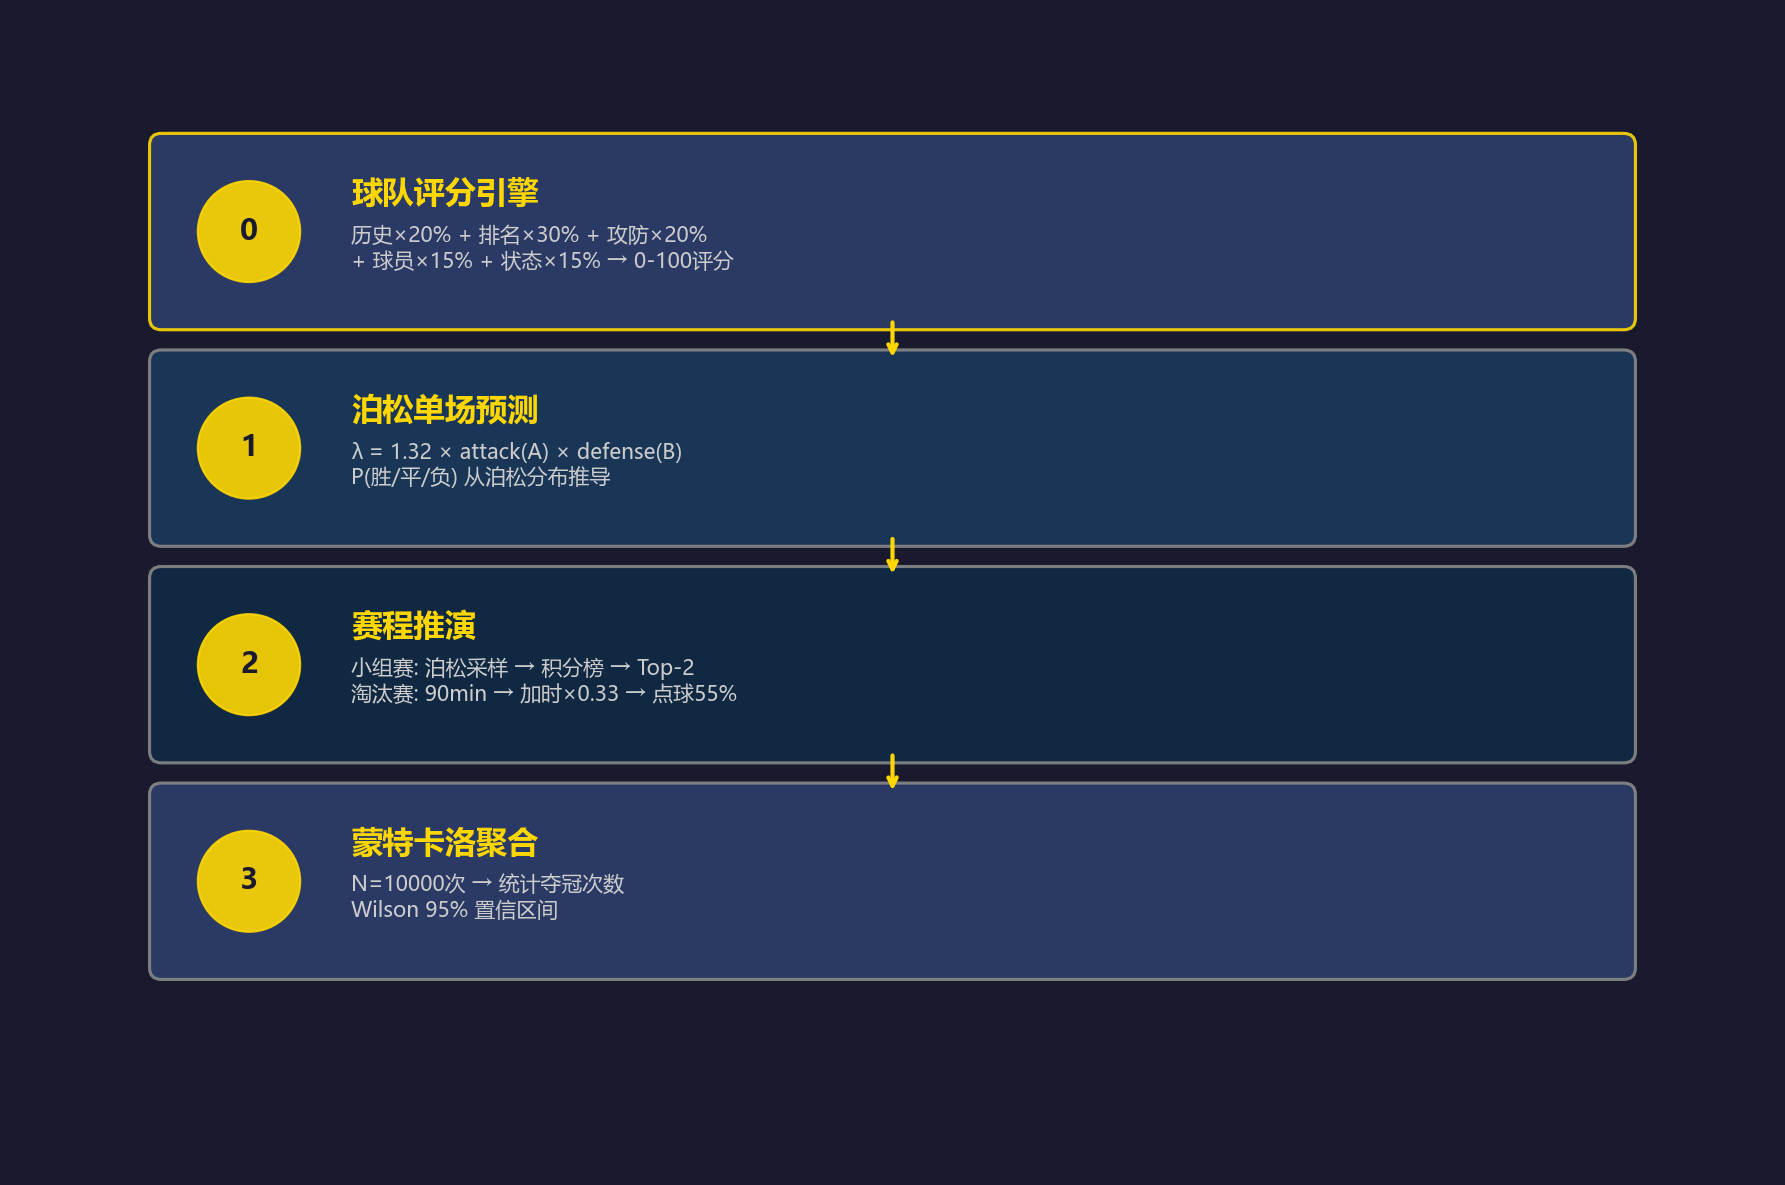 0
球队评分引擎
历史×20% + 排名×30% + 攻防×20%
+ 球员×15% + 状态×15% → 0-100评分
1
泊松单场预测
λ = 1.32 × attack(A) × defense(B)
P(胜/平/负) 从泊松分布推导
2
赛程推演
小组赛: 泊松采样 → 积分榜 → Top-2
淘汰赛: 90min → 加时×0.33 → 点球55%
3
蒙特卡洛聚合
N=10000次 → 统计夺冠次数
Wilson 95% 置信区间